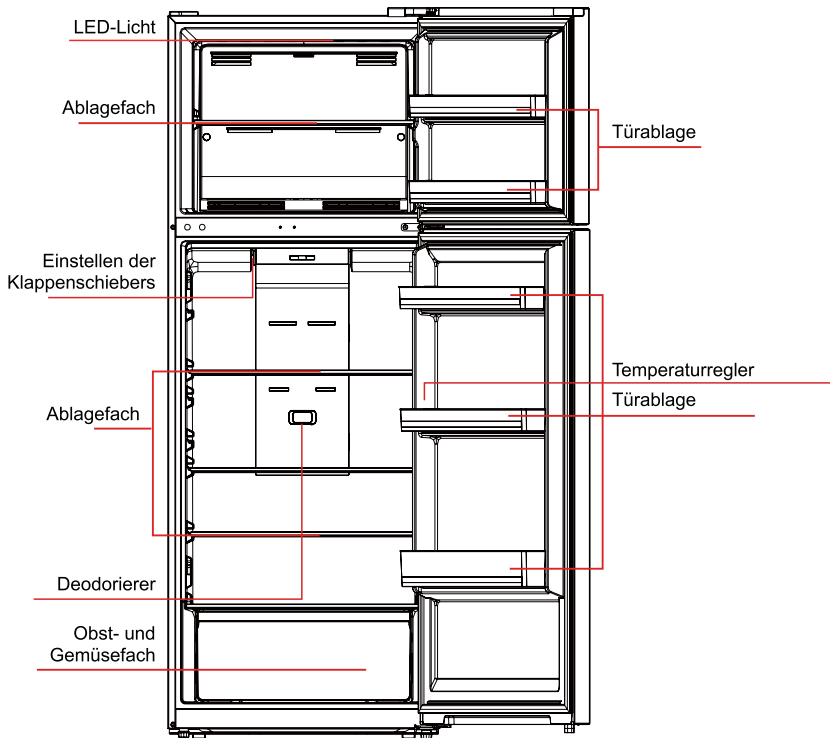 LED-Licht
Ablagefach
Türablage
Einstellen der
Klappenschiebers
Temperaturregler
Türablage
Ablagefach
Deodorierer
Obst- und
Gemüsefach